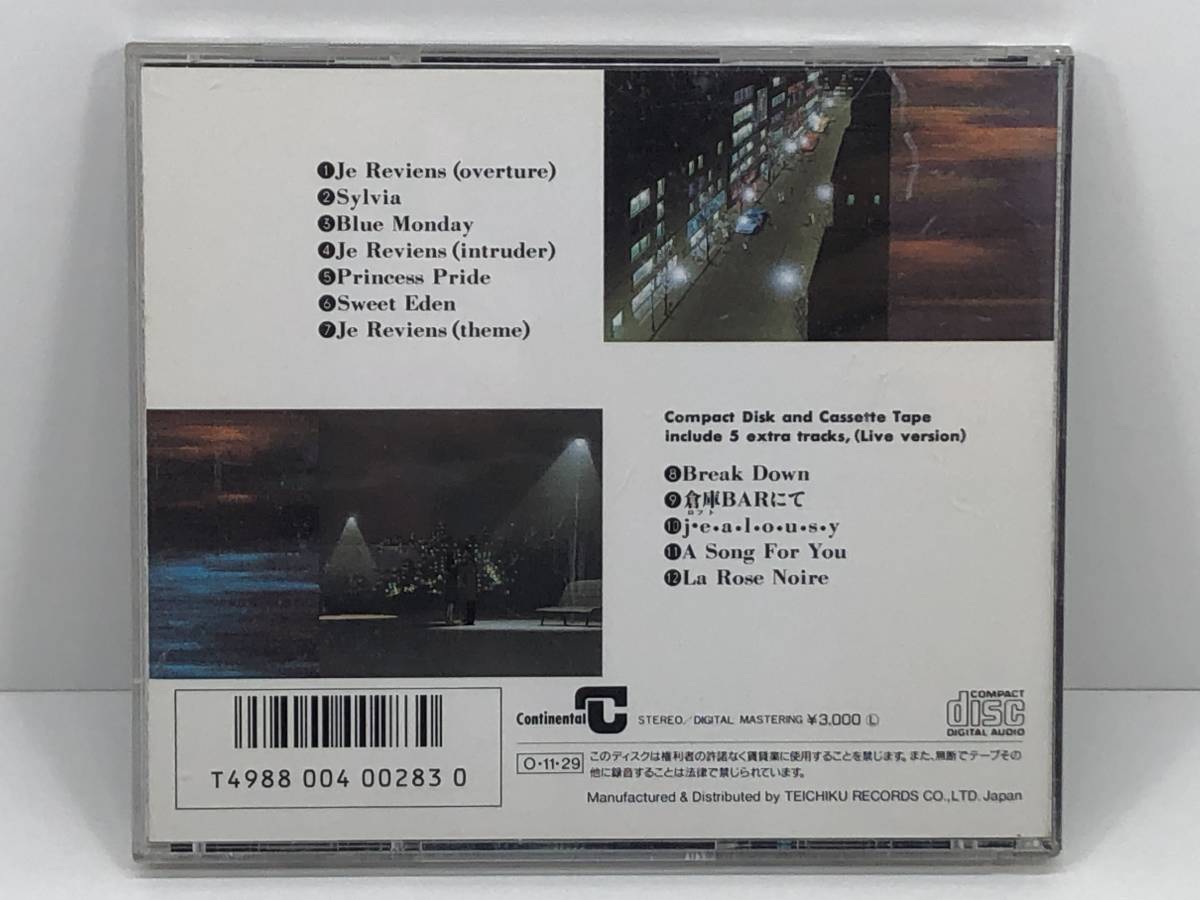 ❶Je Reviens (overture)
❷Sylvia
❸Blue Monday
❹Je Reviens (intruder)
❺Princess Pride
❻Sweet Eden
❼Je Reviens (theme)
Compact Disk and Cassette Tape
include 5 extra tracks, (Live version)
❽Break Down
❾倉庫BARにて
ロフト
❿j•e•a•l•o•u•s•y
⓫A Song For You
⓬La Rose Noire
T4988 004 00283 0
Continental
STEREO/DIGITAL MASTERING ¥3,000 Ⓛ
COMPACT
disc
DIGITAL AUDIO
O·11·29
このディスクは権利者の許諾なく賃貸業に使用することを禁じます。また、無断でテープその
他に録音することは法律で禁じられています。
Manufactured & Distributed by TEICHIKU RECORDS CO.,LTD. Japan